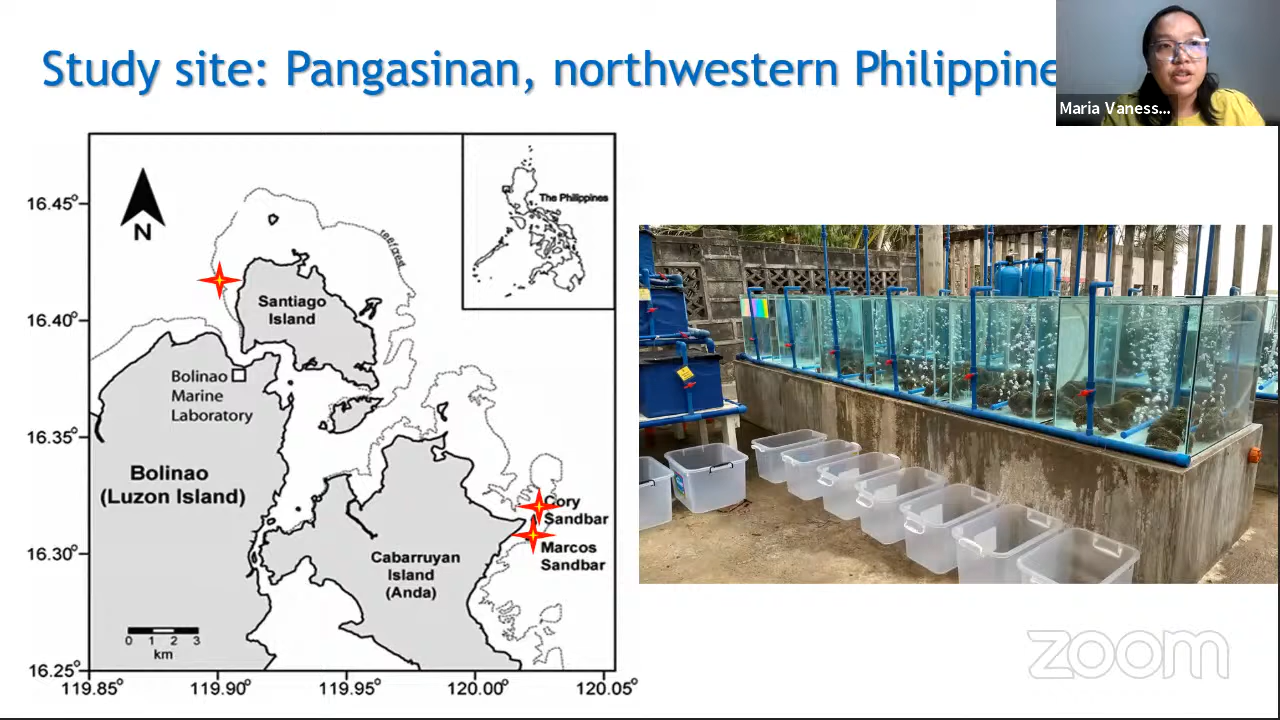 Study site: Pangasinan, northwestern Philippine
Maria Vaness...
16.45°
16.40°
16.35°
16.30°
16.25°
119.85°
119.90°
119.95°
120.00°
120.05°
N
The Philippines
reef crest
Santiago
Island
Bolinao
Marine
Laboratory
Bolinao
(Luzon Island)
Cory
Sandbar
Marcos
Sandbar
Cabarruyan
Island
(Anda)
0 1 2 3
km
zoom